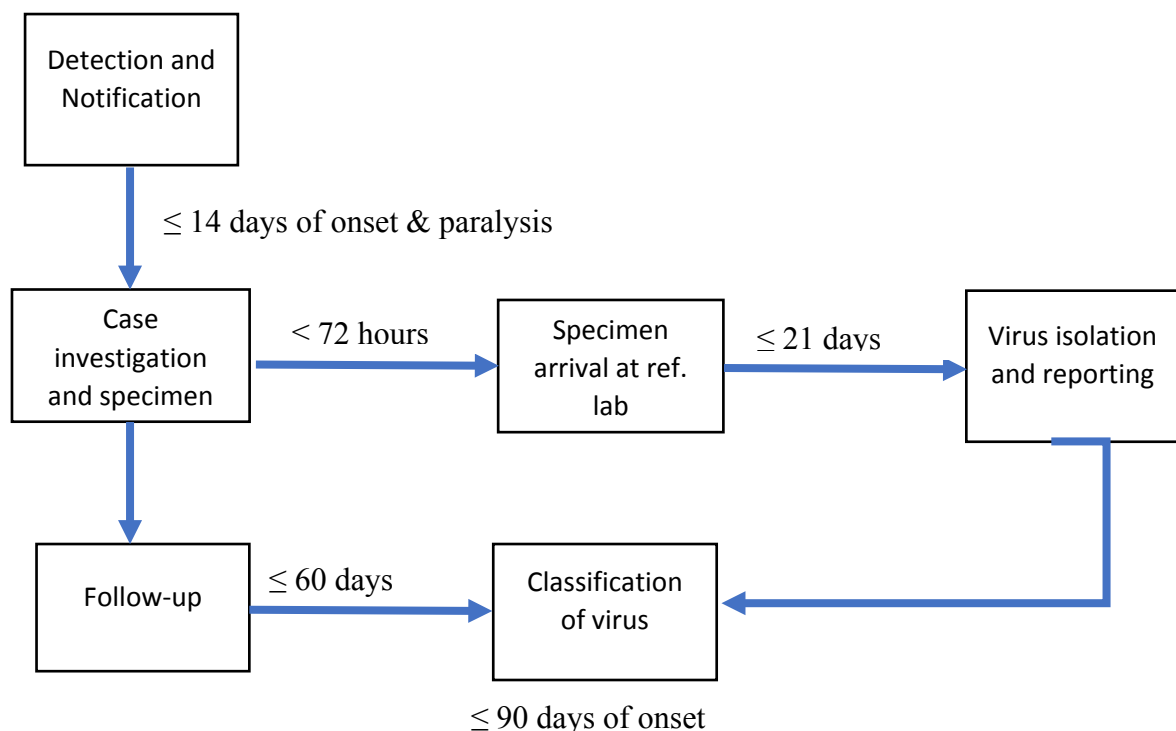 Detection and
Notification
≤ 14 days of onset & paralysis
Case
investigation
and specimen
< 72 hours
Specimen
arrival at ref.
lab
≤ 21 days
Virus isolation
and reporting
Follow-up
≤ 60 days
Classification
of virus
≤ 90 days of onset